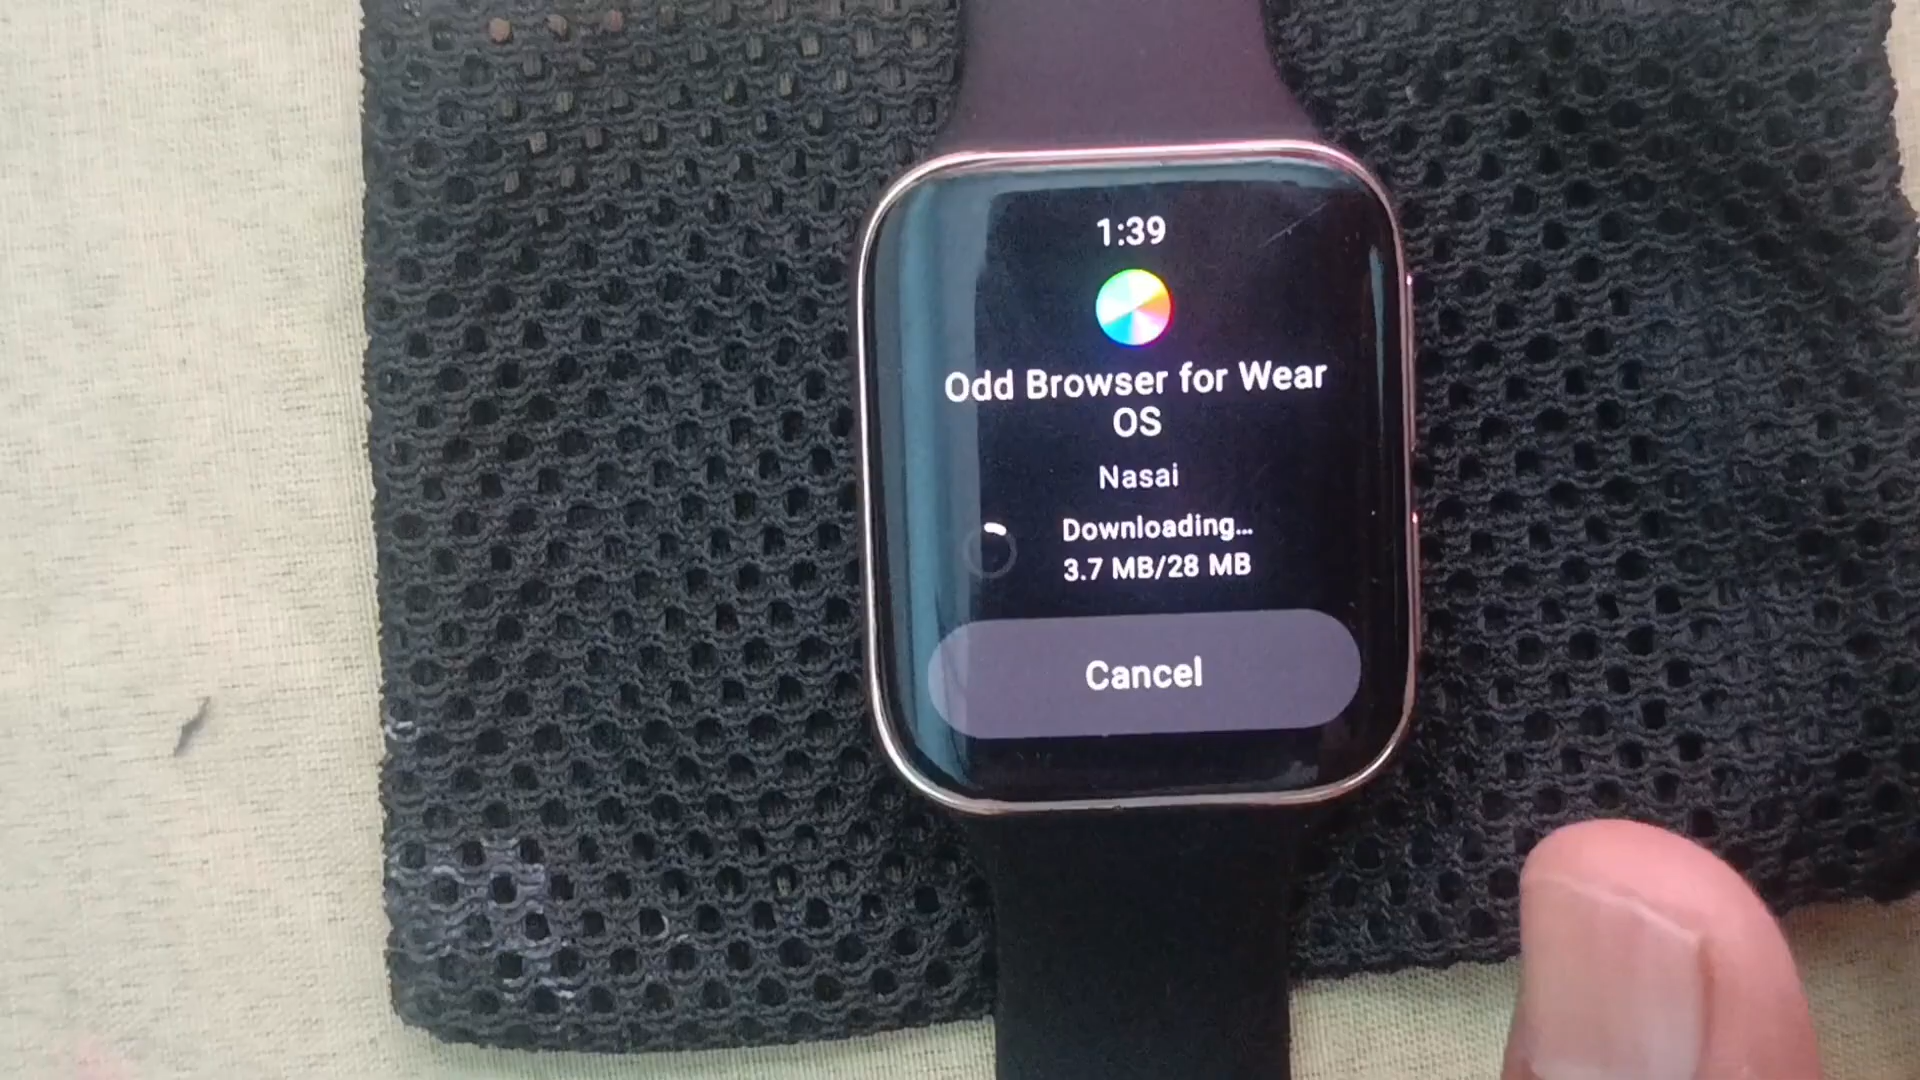 1:39
Odd Browser for Wear
OS
Nasai
Downloading...
3.7 MB/28 MB
Cancel